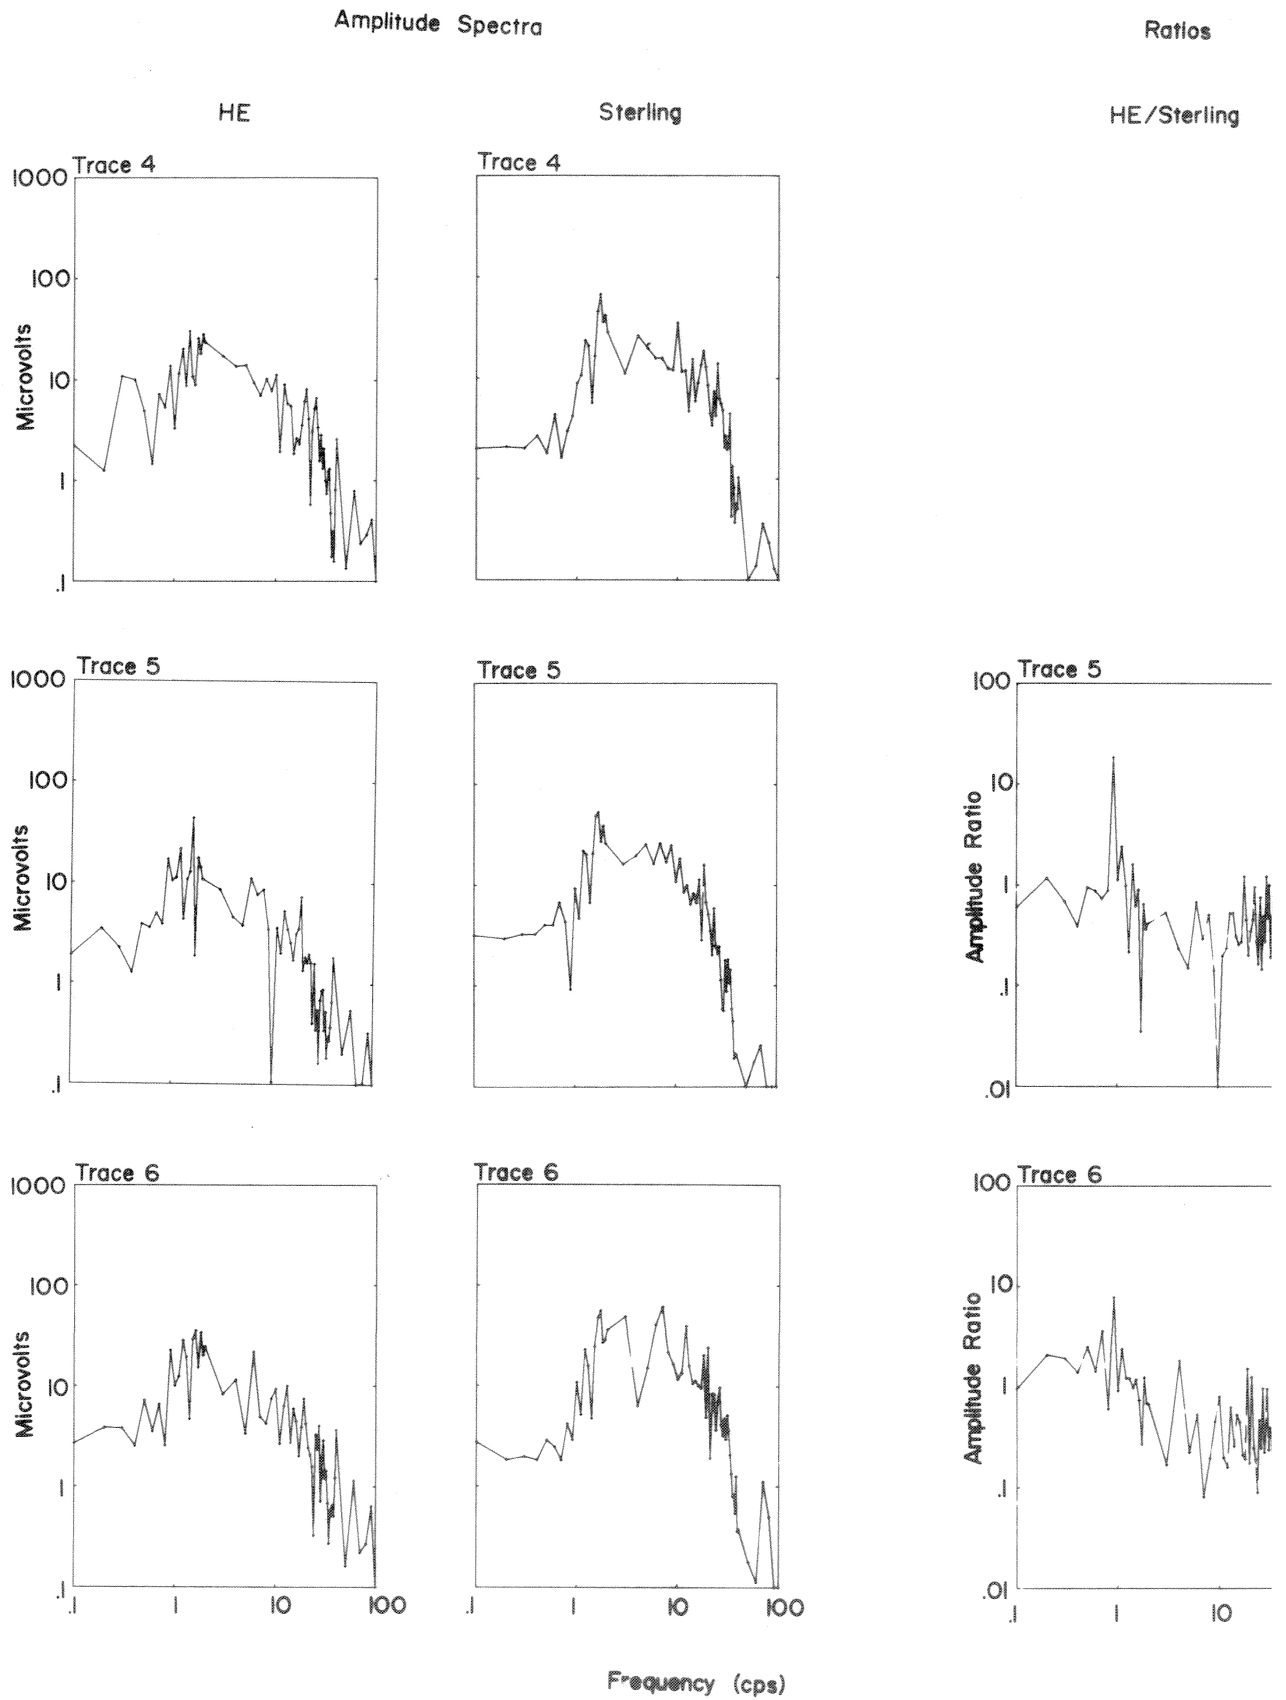 Amplitude Spectra
Ratios
HE
Sterling
HE/Sterling
Trace 4
Trace 4
1000
100
10
1
.1
Microvolts
Trace 5
Trace 5
Trace 5
1000
100
10
1
.1
Microvolts
100
10
1
.1
.01
Amplitude Ratio
Trace 6
Trace 6
Trace 6
1000
100
10
1
.1
Microvolts
100
10
1
.1
.01
Amplitude Ratio
.1 1 10 100
.1 1 10 100
.1 1 10
Frequency (cps)